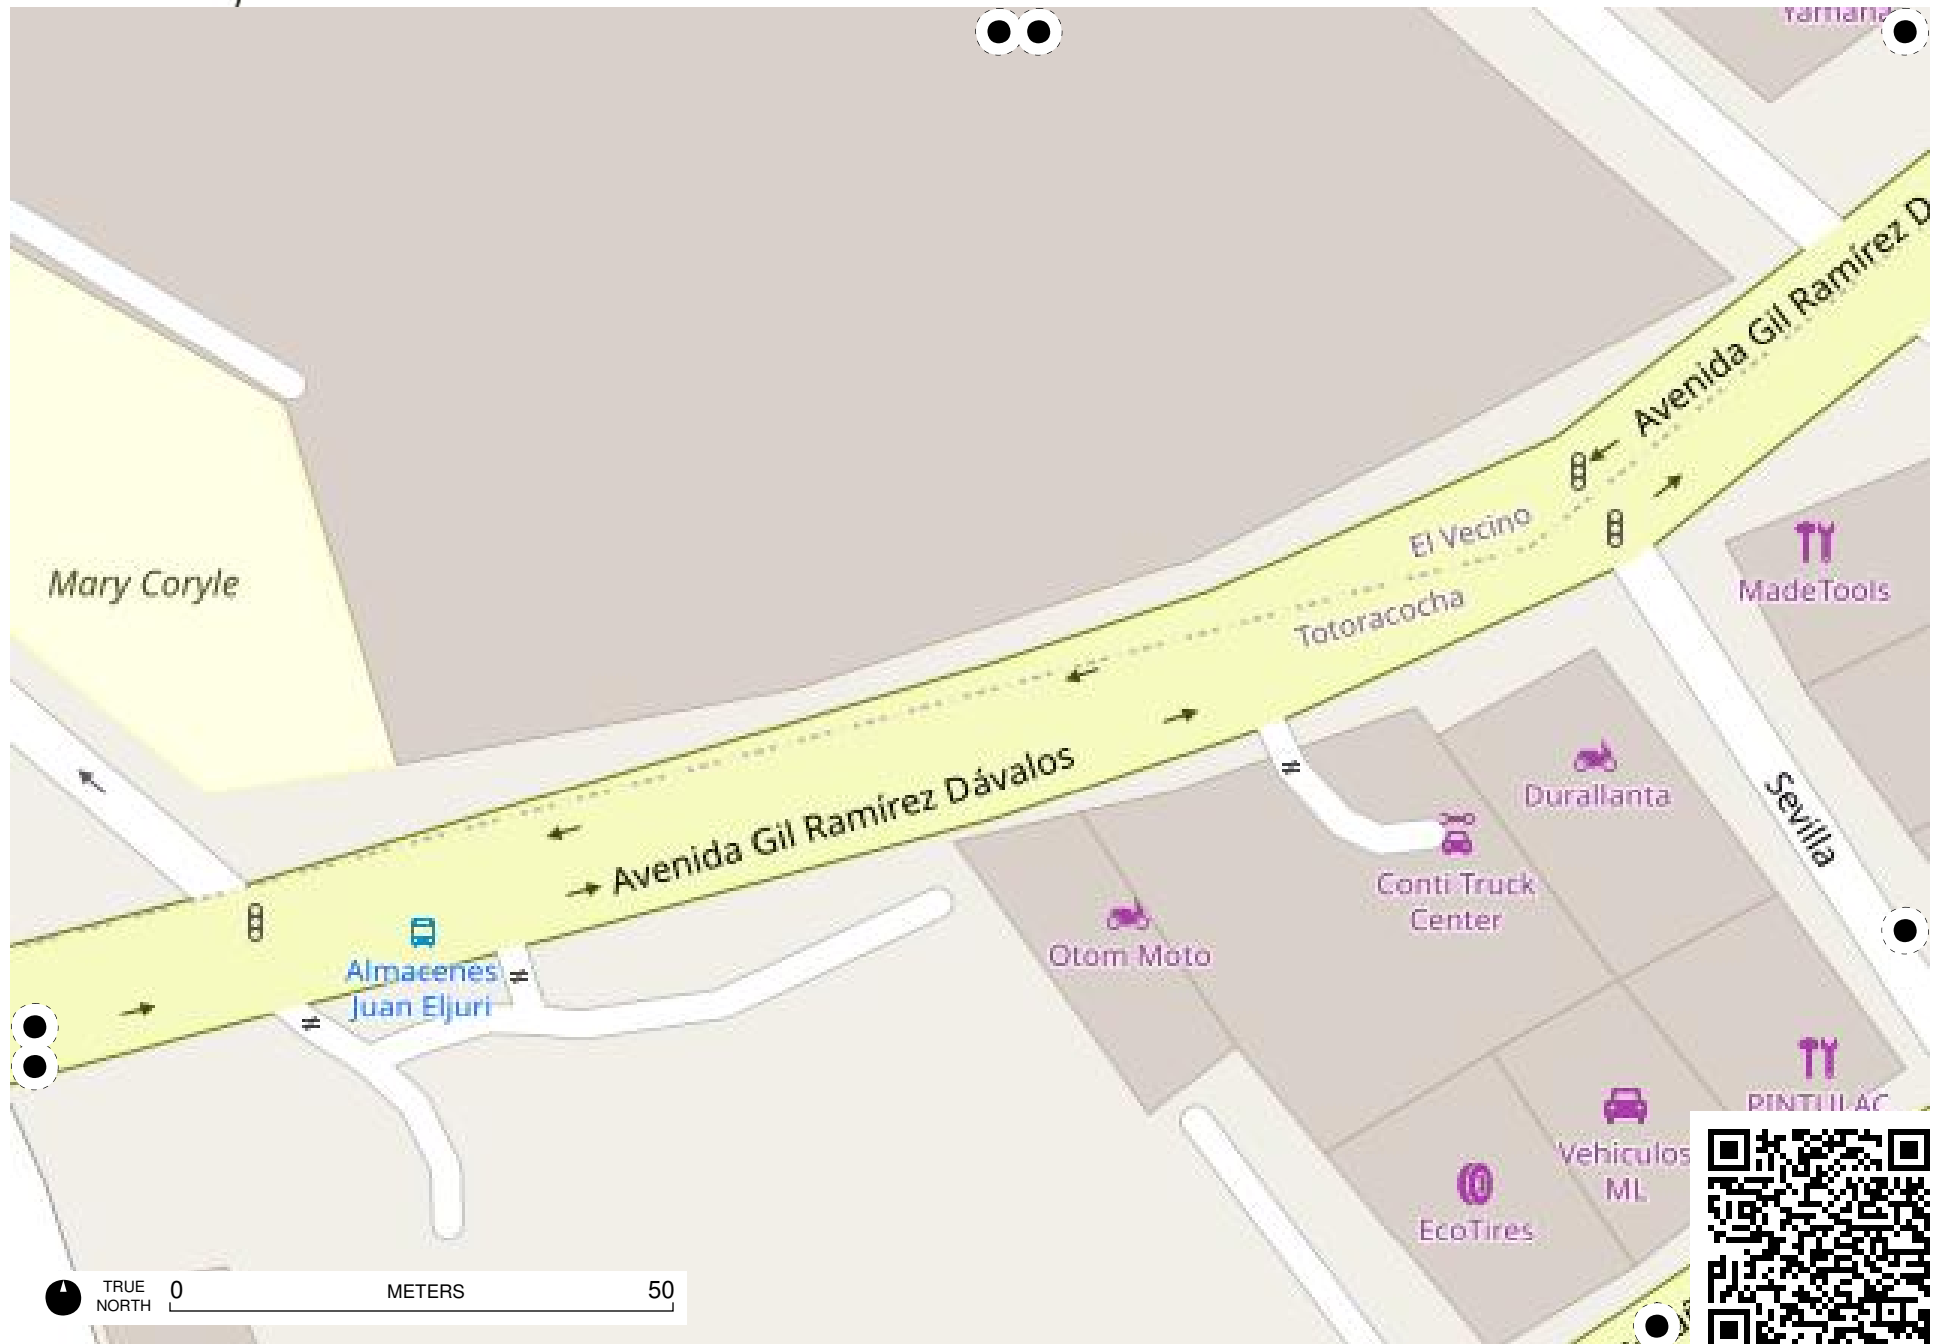 Yamaha
Avenida Gil Ramírez D
El Vecino
Totoracocha
MadeTools
Mary Coryle
Avenida Gil Ramírez Dávalos
Durallanta
Sevilla
Conti Truck
Center
Otom Moto
Almacenes
Juan Eljuri
PINTULAC
Vehiculos
ML
EcoTires
TRUE
NORTH
0 METERS 50